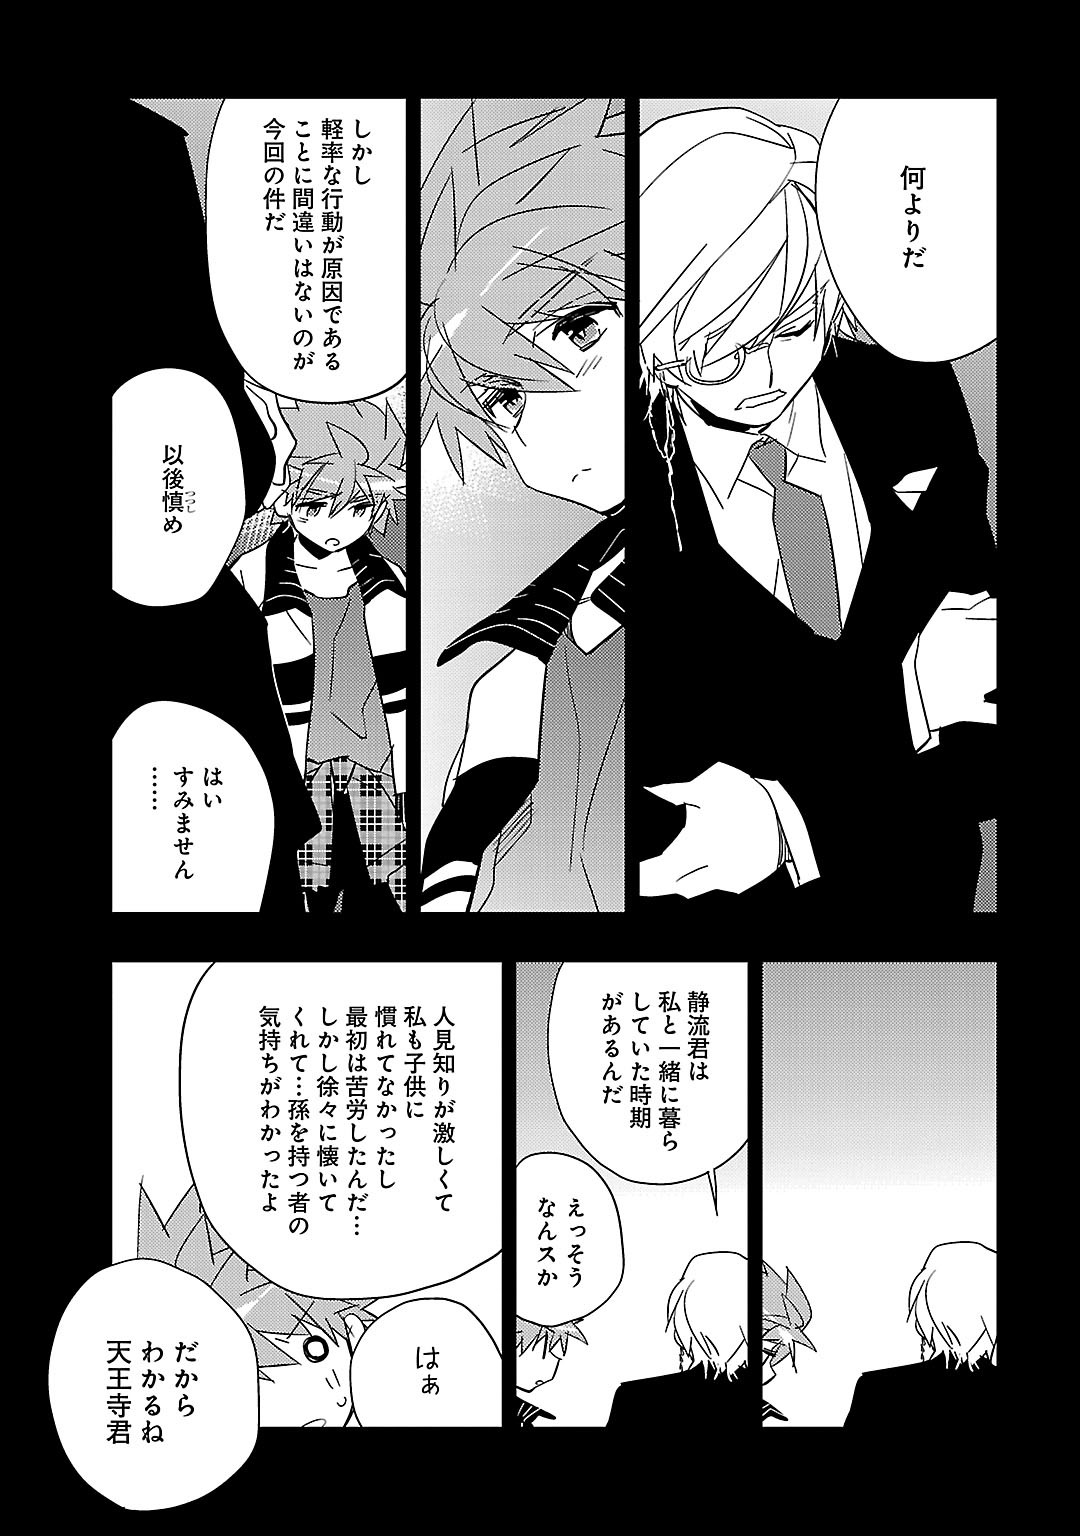 何よりだ
しかし
軽率な行動が原因である
ことに間違いはないのが
今回の件だ
以後慎め
つつし
はい
すみません
……
静流君は
私と一緒に暮ら
していた時期
があるんだ
えっそう
なんスか
人見知りが激しくて
私も子供に
慣れてなかったし
最初は苦労したんだ…
しかし徐々に懐いて
くれて…孫を持つ者の
気持ちがわかったよ
はぁ
だから
わかるね
天王寺君